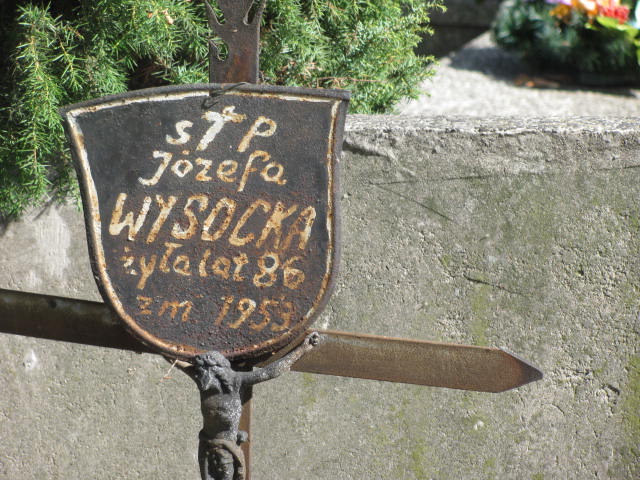 s†p
Józefa
WYSOCKA
żyła lat 86
zm 1953